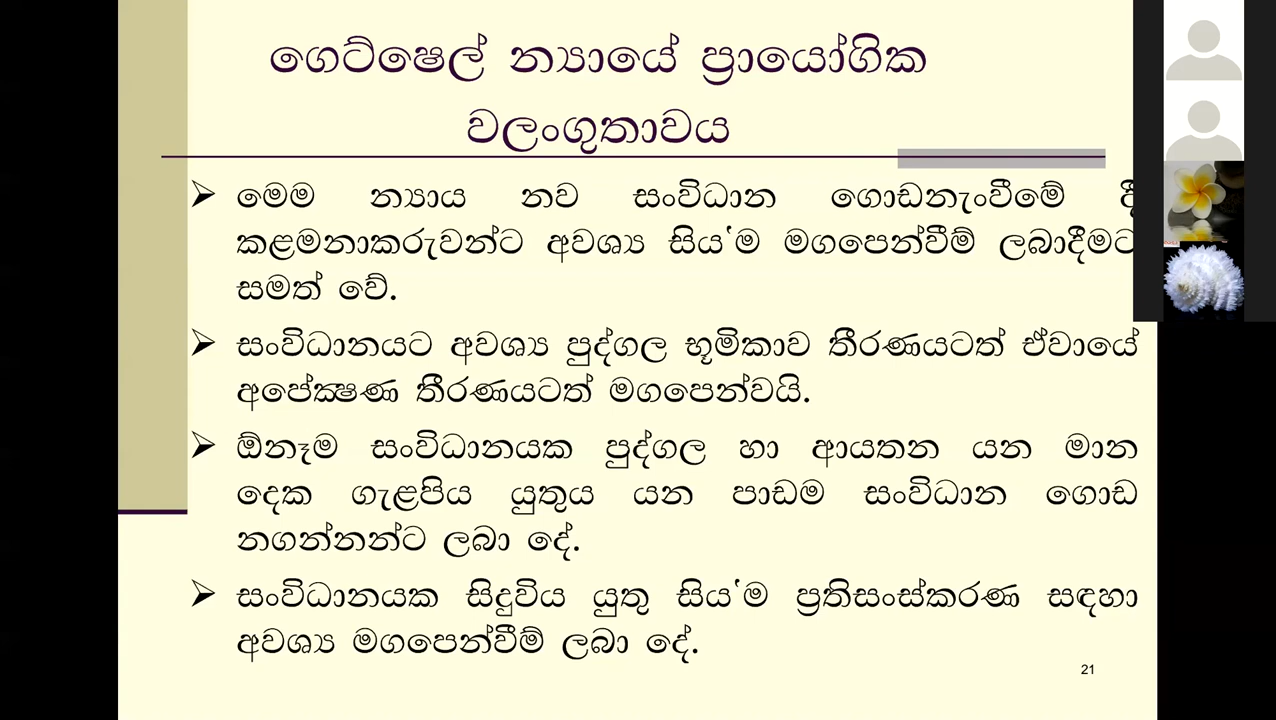 ගෙට්ෂෙල් න්‍යායේ ප්‍රායෝගික
වලංගුතාවය
➢ මෙම න්‍යාය නව සංවිධාන ගොඩනැංවීමේ දී
කළමනාකරුවන්ට අවශ්‍ය සිය‍'ම මගපෙන්වීම් ලබාදීමට
සමත් වේ.
➢ සංවිධානයට අවශ්‍ය පුද්ගල භූමිකාව තීරණයටත් ඒවායේ
අපේක්‍ෂණ තීරණයටත් මගපෙන්වයි.
➢ ඕනෑම සංවිධානයක පුද්ගල හා ආයතන යන මාන
දෙක ගැළපිය යුතුය යන පාඩම සංවිධාන ගොඩ
නගන්නන්ට ලබා දේ.
➢ සංවිධානයක සිදුවිය යුතු සිය‍'ම ප්‍රතිසංස්කරණ සඳහා
අවශ්‍ය මගපෙන්වීම් ලබා දේ.
21